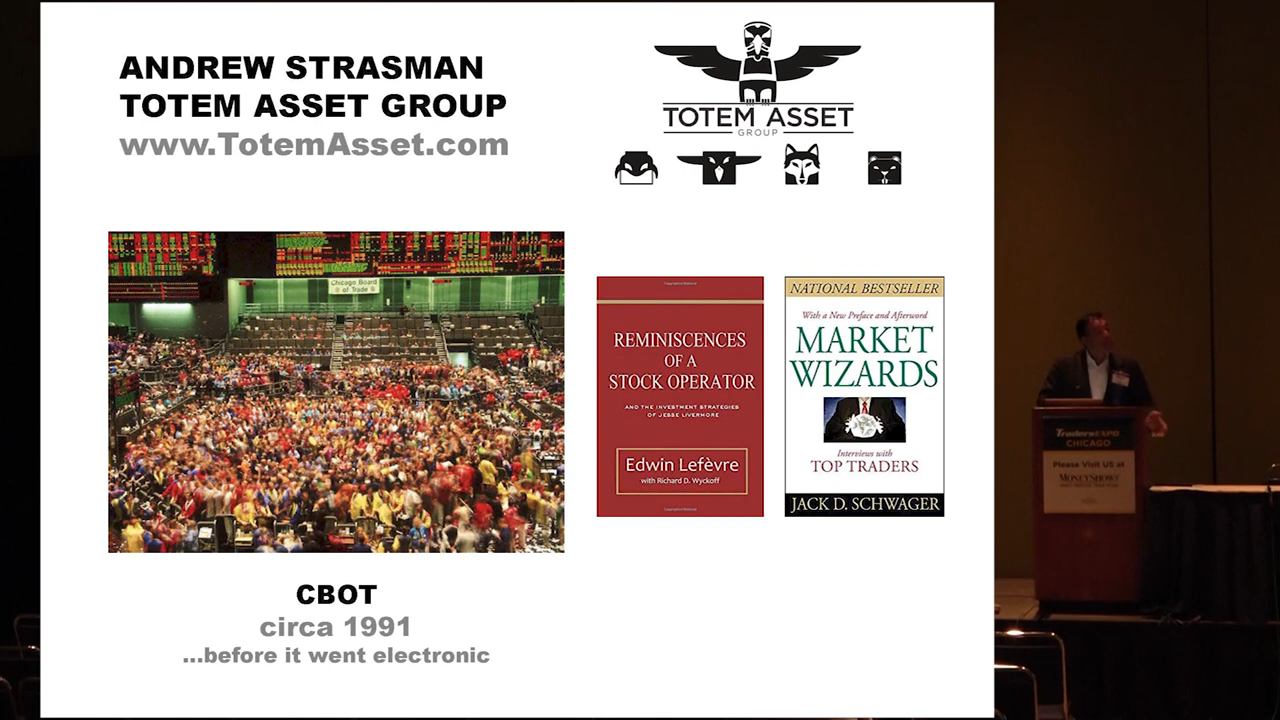 ANDREW STRASMAN
TOTEM ASSET GROUP
www.TotemAsset.com
TOTEM ASSET
GROUP
Chicago Board
of Trade
CBOT
circa 1991
...before it went electronic
REMINISCENCES
OF A
STOCK OPERATOR
AND THE INVESTMENT STRATEGIES
OF JESSE LIVERMORE
Edwin Lefèvre
with Richard D. Wyckoff
NATIONAL BESTSELLER
With a New Preface and Afterword
MARKET
WIZARDS
Interviews with
TOP TRADERS
JACK D. SCHWAGER
TradersEXPO
CHICAGO
Please Visit US at
MONEYSHOW